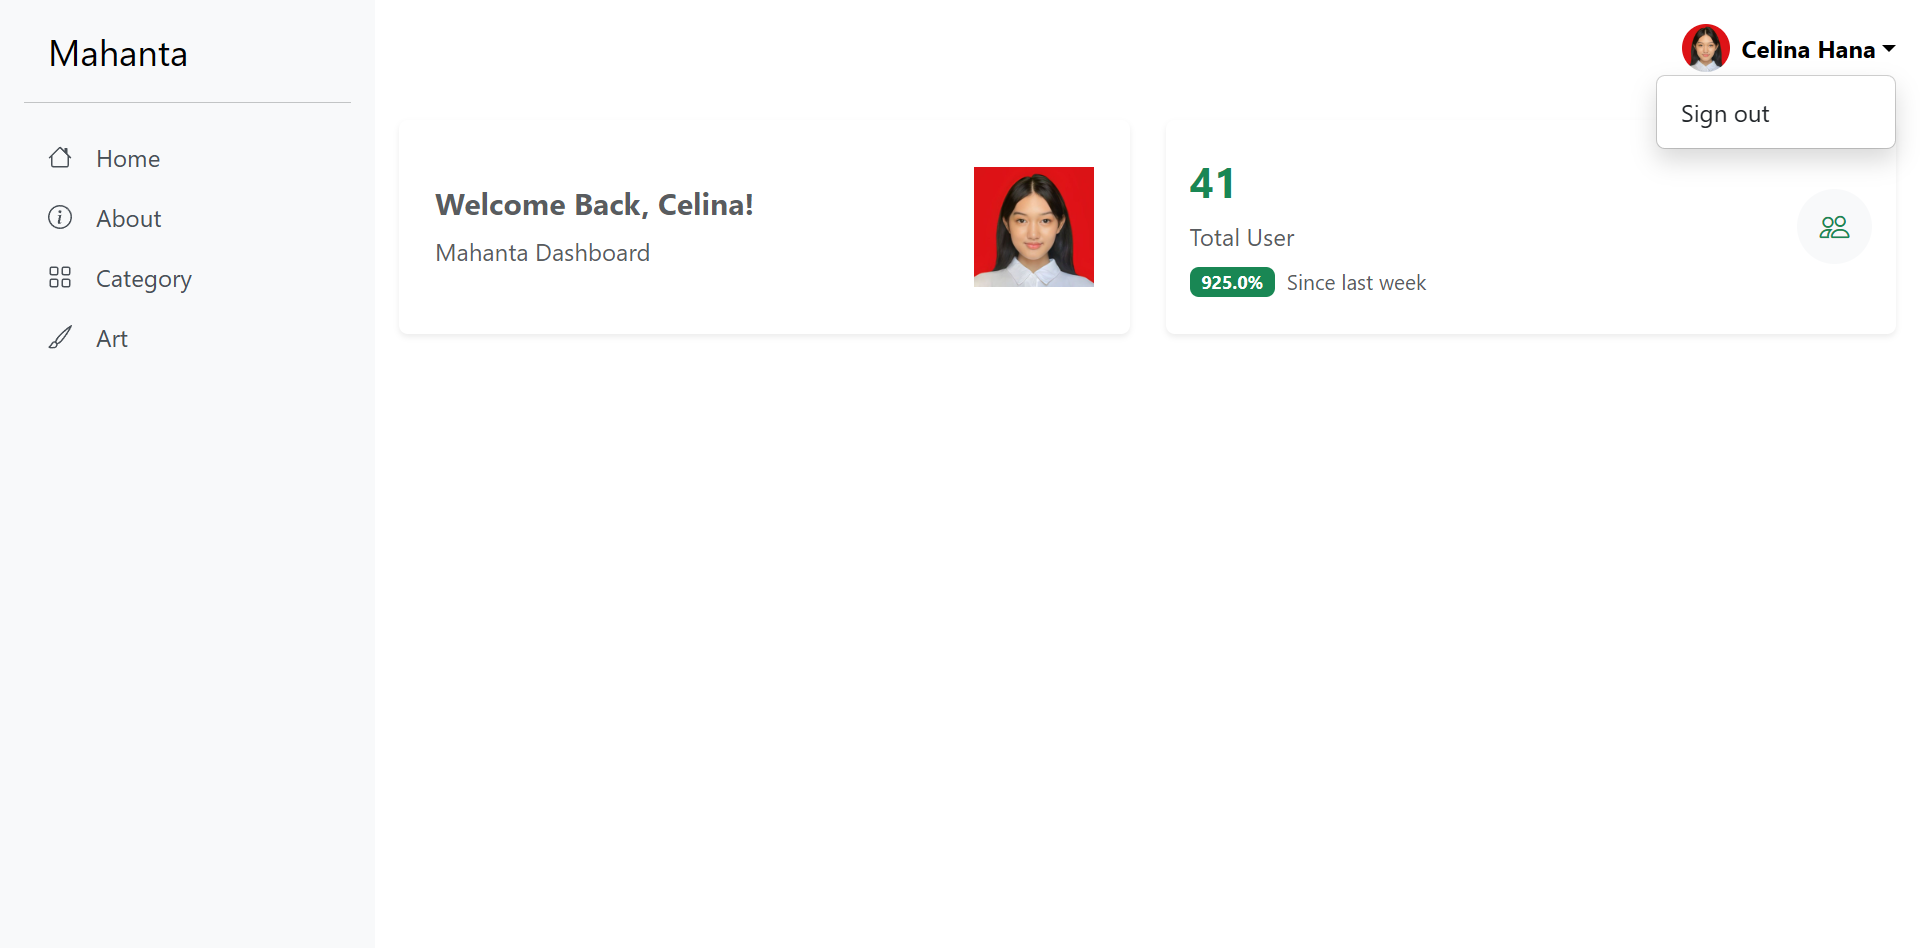 Mahanta
Home
About
Category
Art
Celina Hana
Sign out
Welcome Back, Celina!
Mahanta Dashboard
41
Total User
925.0% Since last week